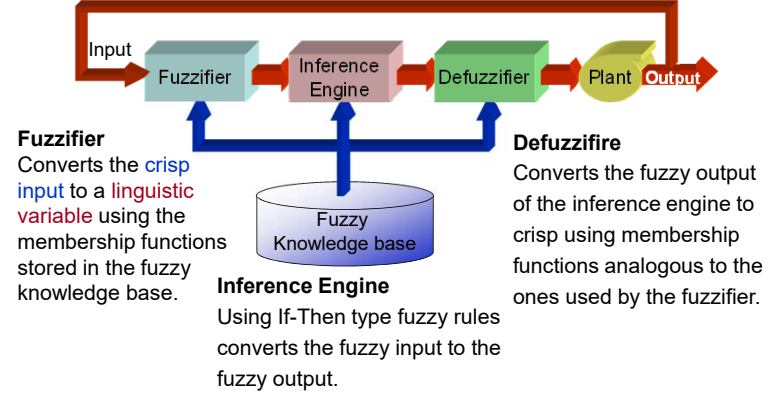 Input
Fuzzifier
Inference
Engine
Defuzzifier
Plant
Output
Fuzzy
Knowledge base
Fuzzifier
Converts the crisp
input to a linguistic
variable using the
membership functions
stored in the fuzzy
knowledge base.
Inference Engine
Using If-Then type fuzzy rules
converts the fuzzy input to the
fuzzy output.
Defuzzifire
Converts the fuzzy output
of the inference engine to
crisp using membership
functions analogous to the
ones used by the fuzzifier.